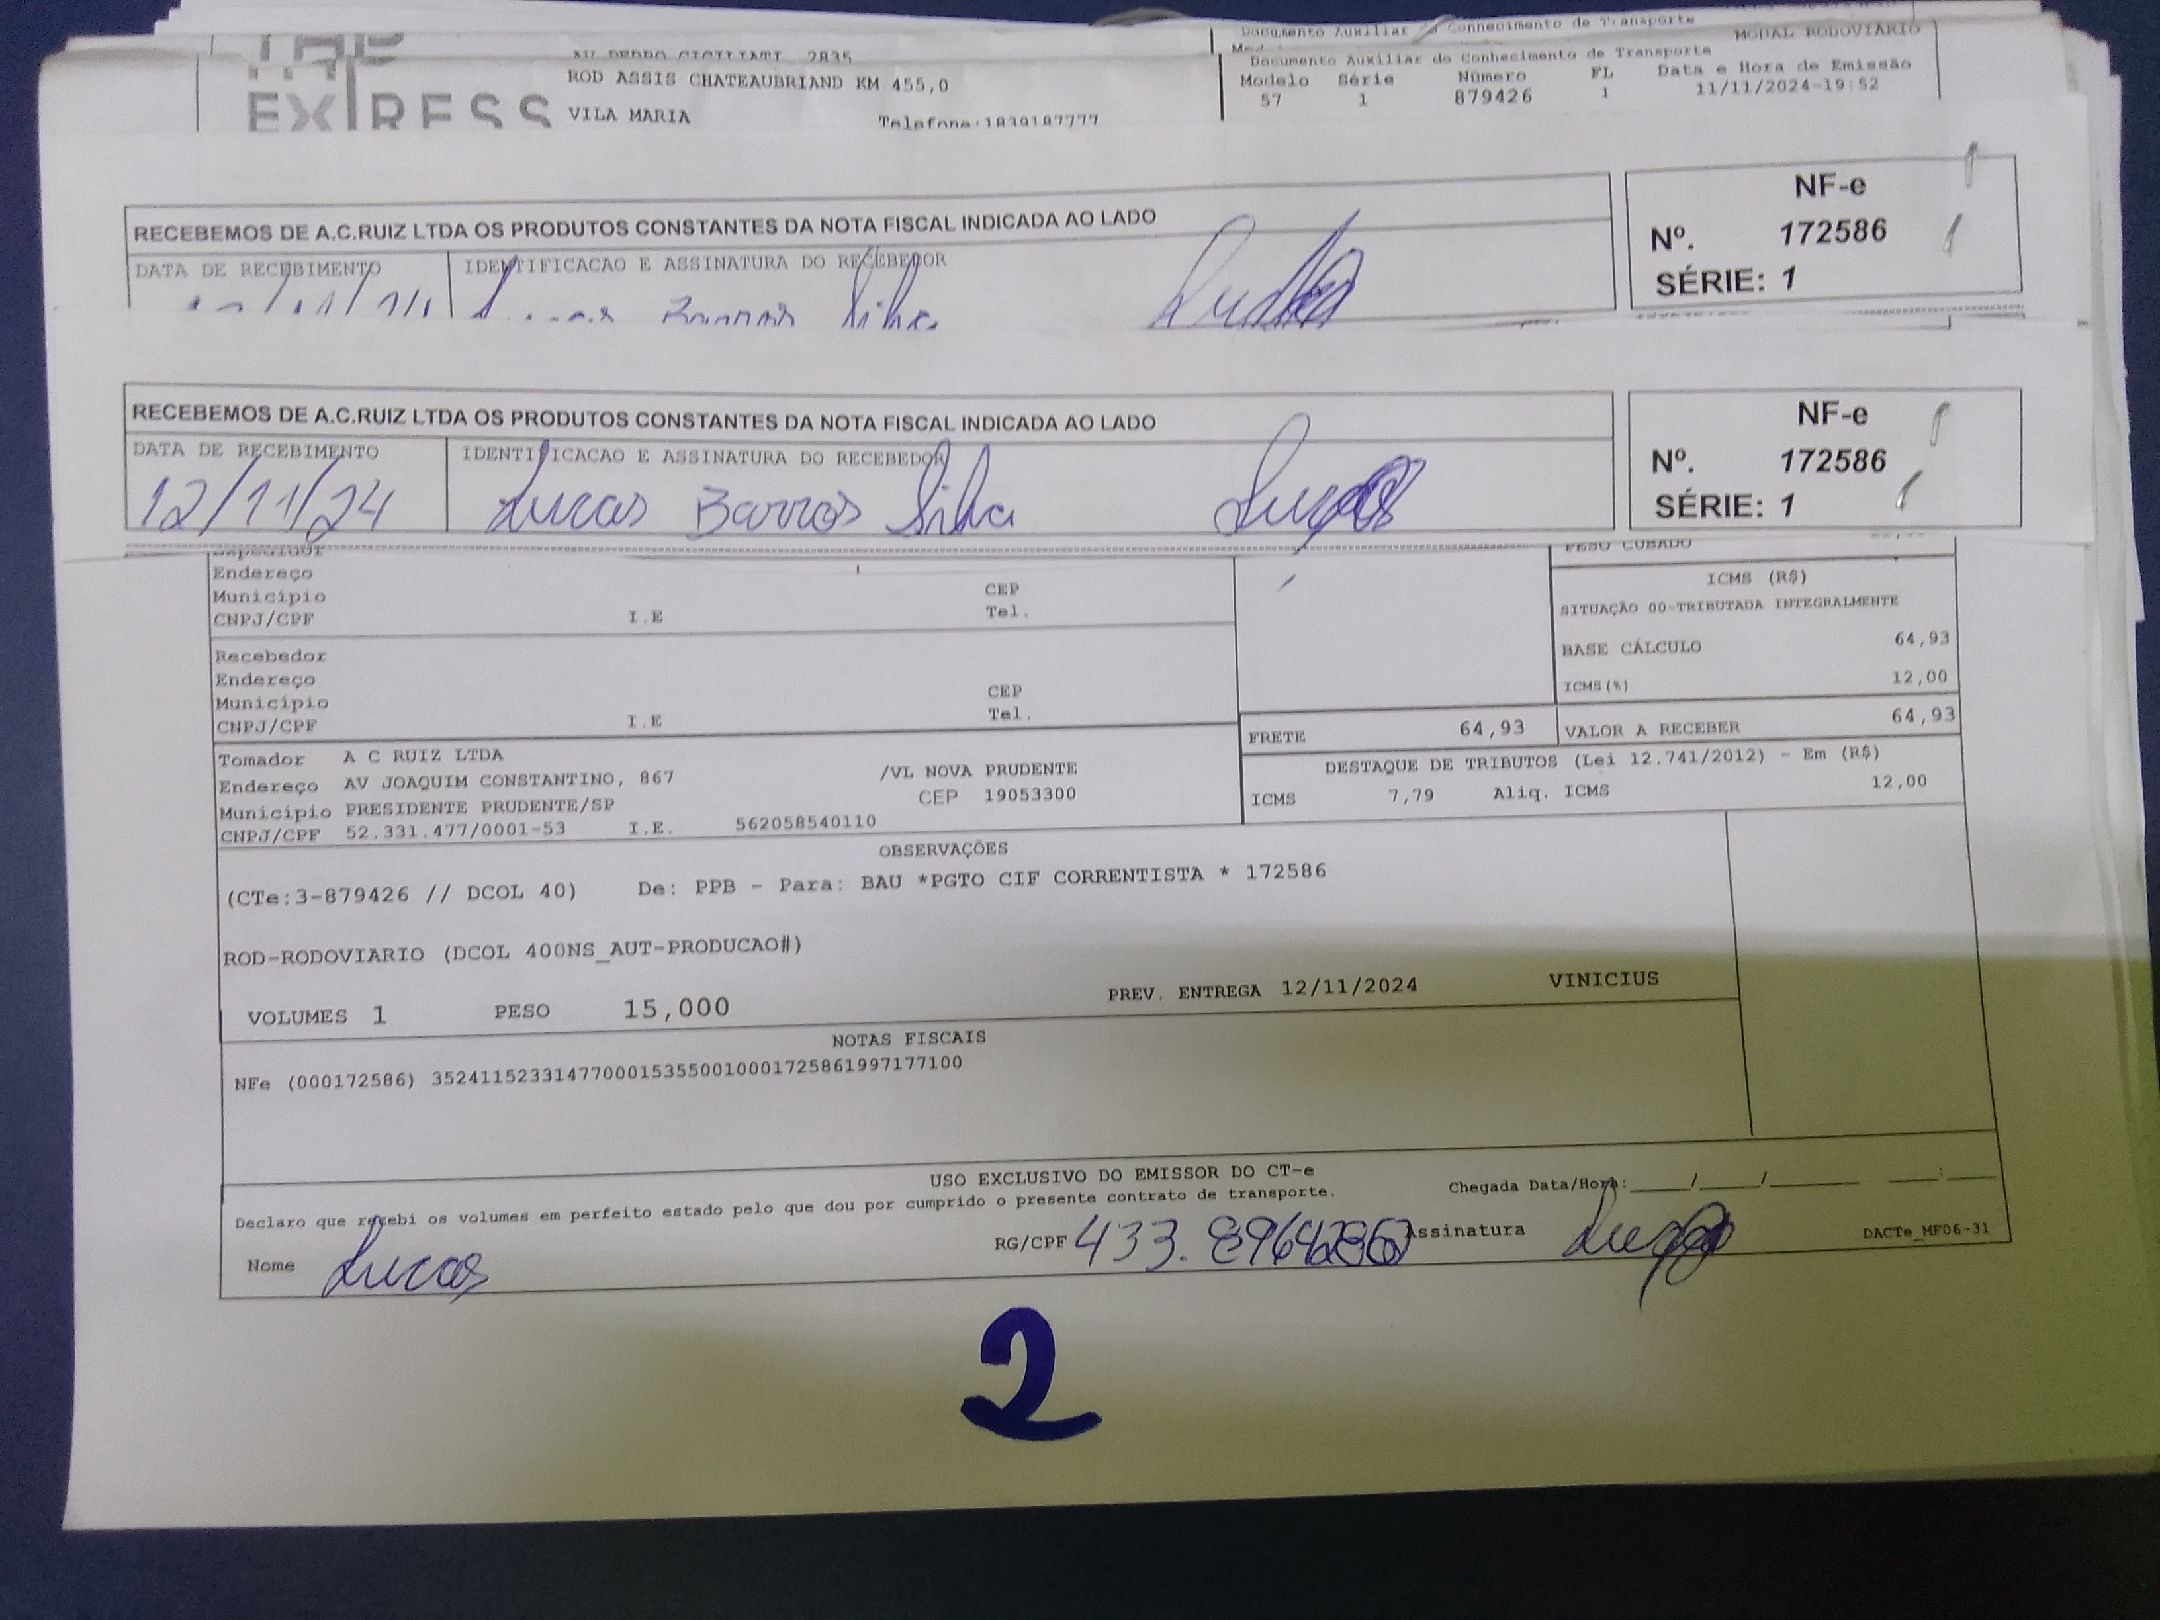 AV PEDRO CICILIATI, 2835
Documento Auxiliar do Conhecimento de Transporte
MODAL RODOVIARIO
EXPRESS
ROD ASSIS CHATEAUBRIAND KM 455,0
VILA MARIA Telefone:1839187777
Documento Auxiliar do Conhecimento de Transporte
Modelo Série Número FL Data e Hora de Emissão
57 1 879426 1 11/11/2024-19:52
RECEBEMOS DE A.C.RUIZ LTDA OS PRODUTOS CONSTANTES DA NOTA FISCAL INDICADA AO LADO
DATA DE RECEBIMENTO IDENTIFICACAO E ASSINATURA DO RECEBEDOR
NF-e
Nº. 172586
SÉRIE: 1
RECEBEMOS DE A.C.RUIZ LTDA OS PRODUTOS CONSTANTES DA NOTA FISCAL INDICADA AO LADO
DATA DE RECEBIMENTO IDENTIFICACAO E ASSINATURA DO RECEBEDOR
12/11/24 Lucas Barros Silva Lucas
NF-e
Nº. 172586
SÉRIE: 1
Expedidor
Endereço
Município CEP
CNPJ/CPF I.E Tel.
Recebedor
Endereço
Município CEP
CNPJ/CPF I.E Tel.
PESO CUBADO
ICMS (R$)
SITUAÇÃO 00-TRIBUTADA INTEGRALMENTE
BASE CÁLCULO 64,93
ICMS(%) 12,00
FRETE 64,93 VALOR A RECEBER 64,93
Tomador A C RUIZ LTDA
Endereço AV JOAQUIM CONSTANTINO, 867 /VL NOVA PRUDENTE
Município PRESIDENTE PRUDENTE/SP CEP 19053300
CNPJ/CPF 52.331.477/0001-53 I.E. 562058540110
DESTAQUE DE TRIBUTOS (Lei 12.741/2012) - Em (R$)
ICMS 7,79 Aliq. ICMS 12,00
OBSERVAÇÕES
(CTe:3-879426 // DCOL 40) De: PPB - Para: BAU *PGTO CIF CORRENTISTA * 172586
ROD-RODOVIARIO (DCOL 400NS_AUT-PRODUCAO#)
VOLUMES 1 PESO 15,000 PREV. ENTREGA 12/11/2024 VINICIUS
NOTAS FISCAIS
NFe (000172586) 35241152331477000153550010001725861997177100
USO EXCLUSIVO DO EMISSOR DO CT-e
Declaro que recebi os volumes em perfeito estado pelo que dou por cumprido o presente contrato de transporte.
Chegada Data/Hora:_____/_____/_______ ____:____
Nome Lucas RG/CPF Assinatura Lucas DACTe_MF06-31
2